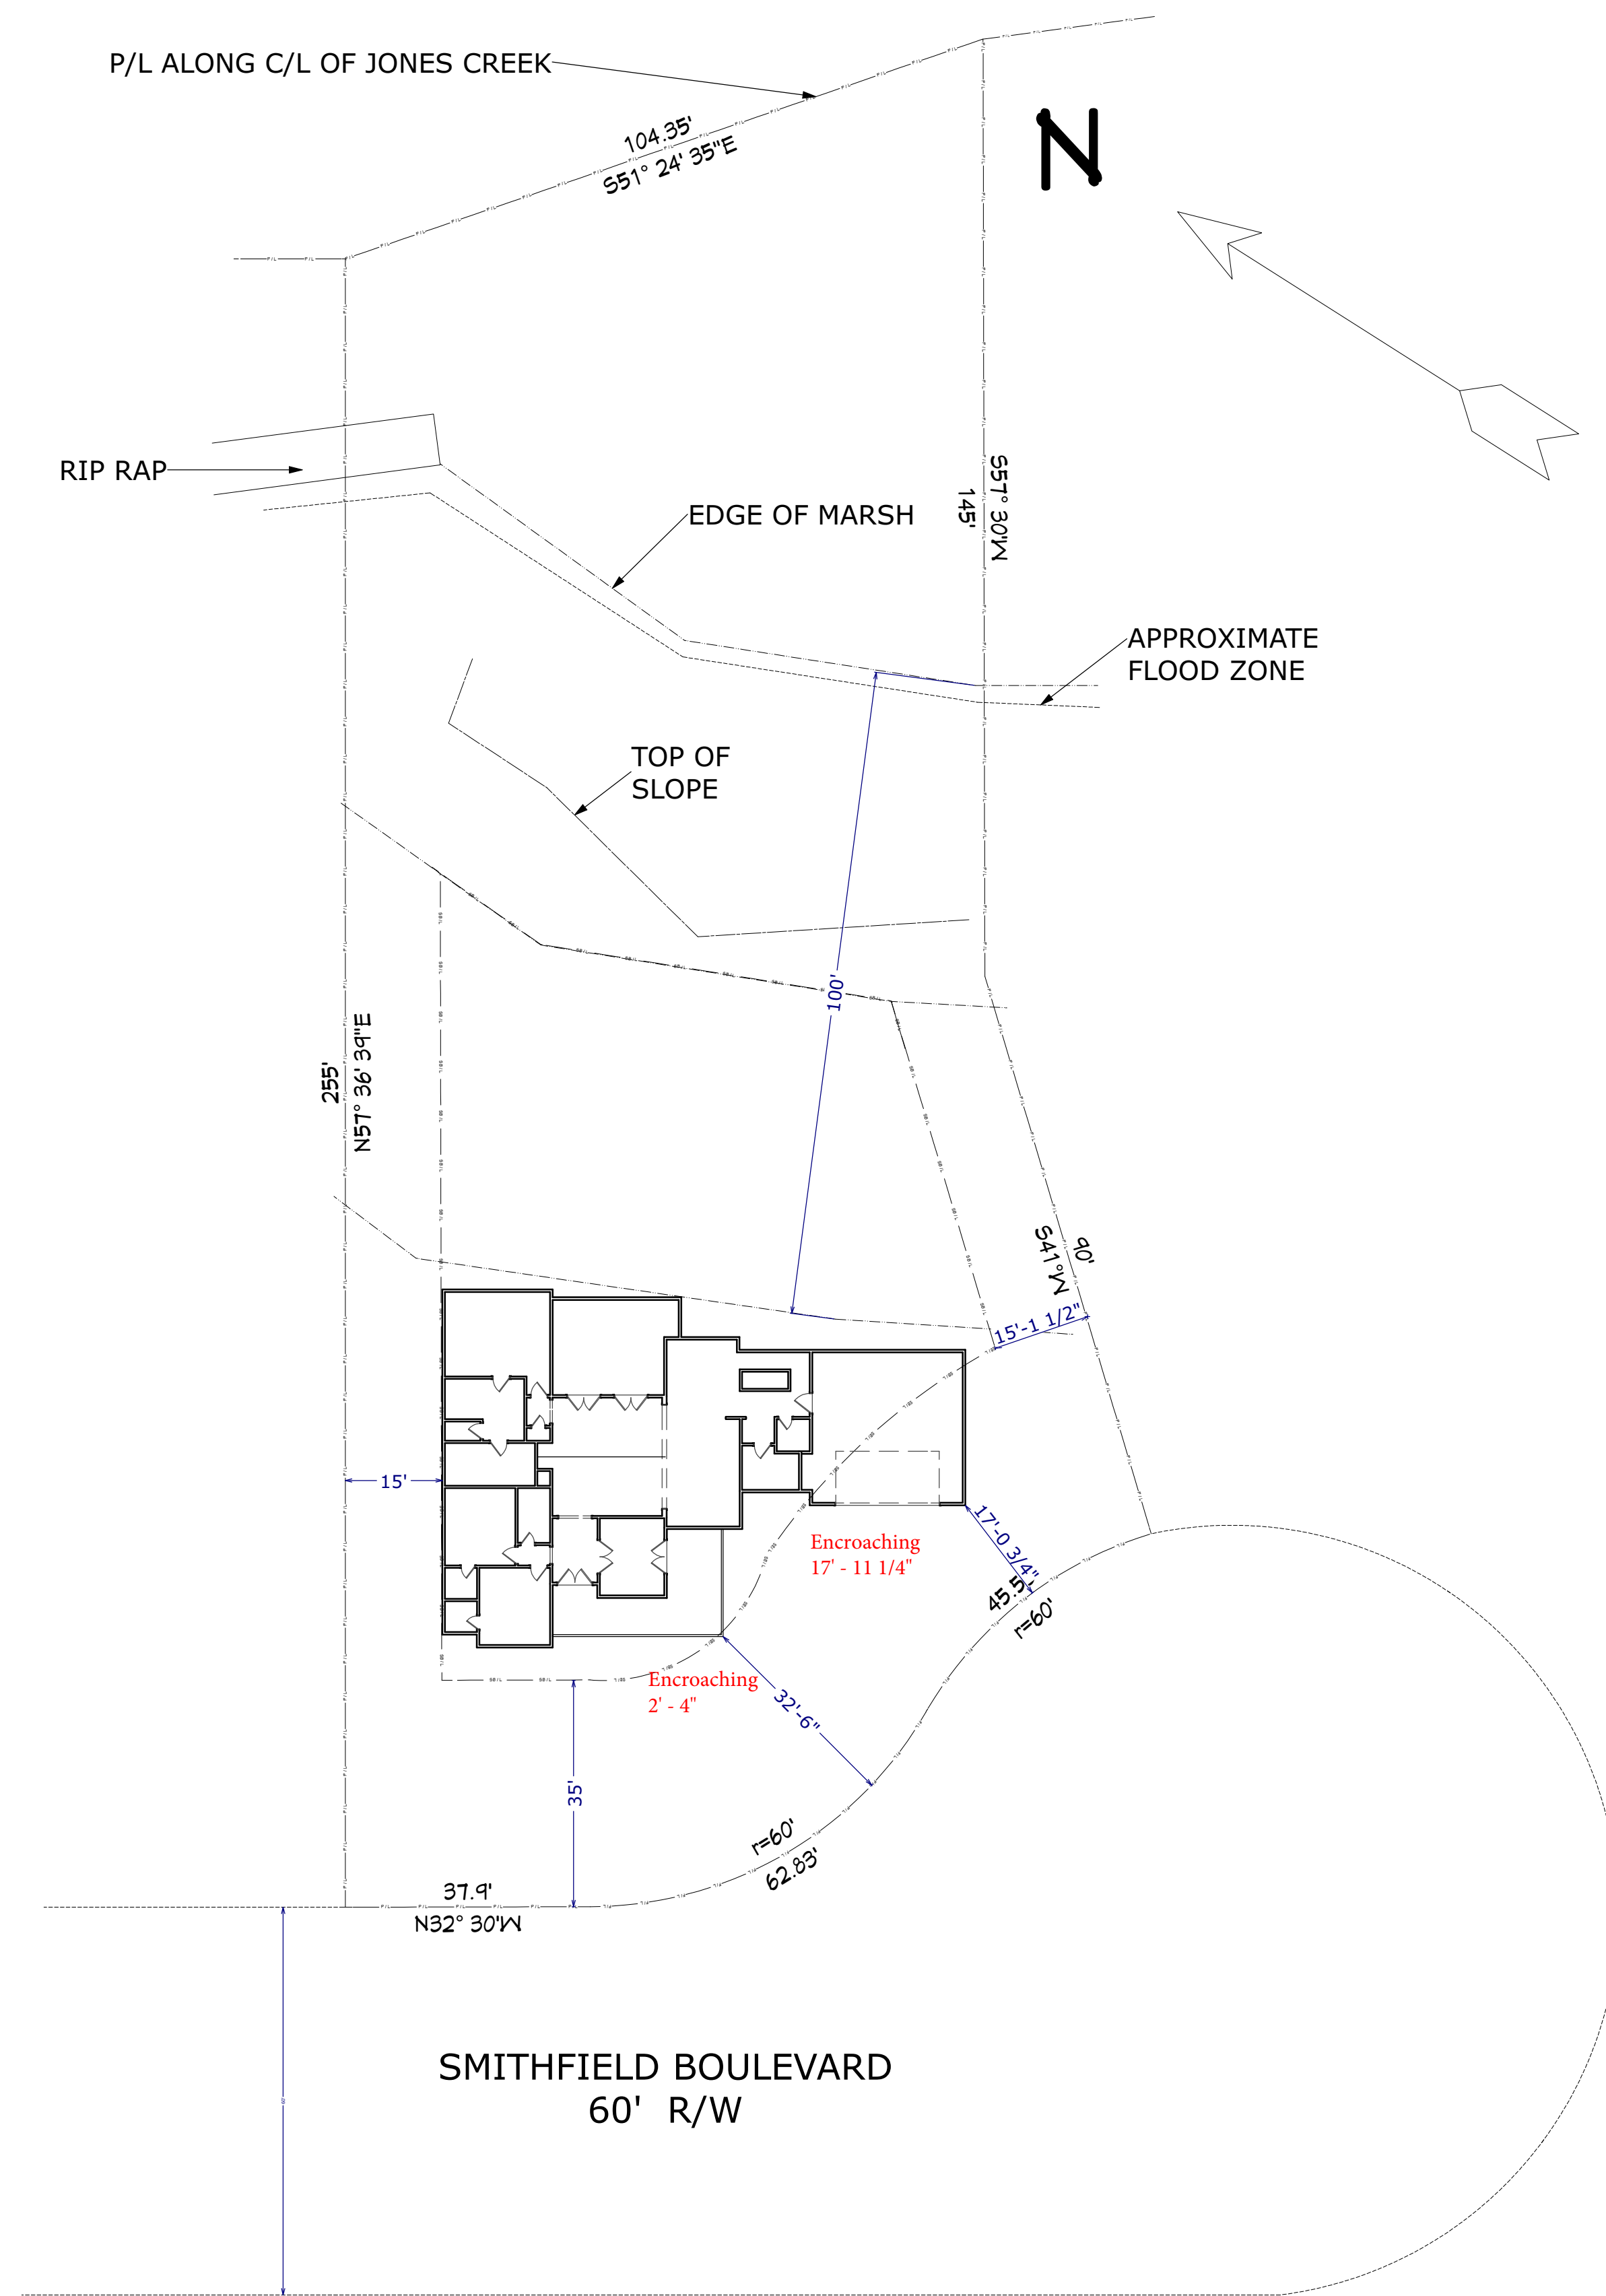 P/L ALONG C/L OF JONES CREEK
104.35'
S51° 24' 35"E
N
RIP RAP
EDGE OF MARSH
S57° 30'W
145'
APPROXIMATE
FLOOD ZONE
TOP OF
SLOPE
100'
255'
N57° 36' 39"E
90'
S41°W
15'-1 1/2"
15'
17'-0 3/4"
Encroaching
17' - 11 1/4"
45.5
r=60'
Encroaching
2' - 4"
32'-6"
35'
r=60'
62.83'
37.9'
N32° 30'W
SMITHFIELD BOULEVARD
60' R/W